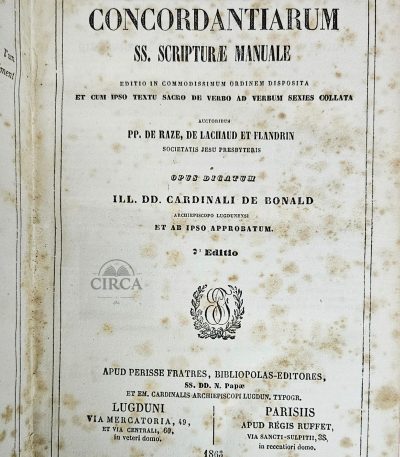 Tum
CONCORDANTIARUM
SS. SCRIPTURÆ MANUALE
EDITIO IN COMMODISSIMUM ORDINEM DISPOSITA
ET CUM IPSO TEXTU SACRO DE VERBO AD VERBUM SEXIES COLLATA
AUCTORIBUS
PP. DE RAZE, DE LACHAUD ET FLANDRIN
SOCIETATIS JESU PRESBYTERIS
OPUS DICATUM
ILL. DD. CARDINALI DE BONALD
ARCHIEPISCOPO LUGDUNENSI
ET AB IPSO APPROBATUM.
Editio
CIRCA
APUD PERISSE FRATRES, BIBLIOPOLAS-EDITORES,
SS. DD. N. Papæ
ET EM. CARDINALIS ARCHIEPISCOPI LUGDUN. TYPOGR.
LUGDUNI
VIA MERCATORIA, 49,
ET VIA CENTRALI, 60,
in veteri domo.
PARISIIS
APUD RÉGIS RUFFET,
VIA SANCTI-SULPITII, 38,
in recentiori domo.